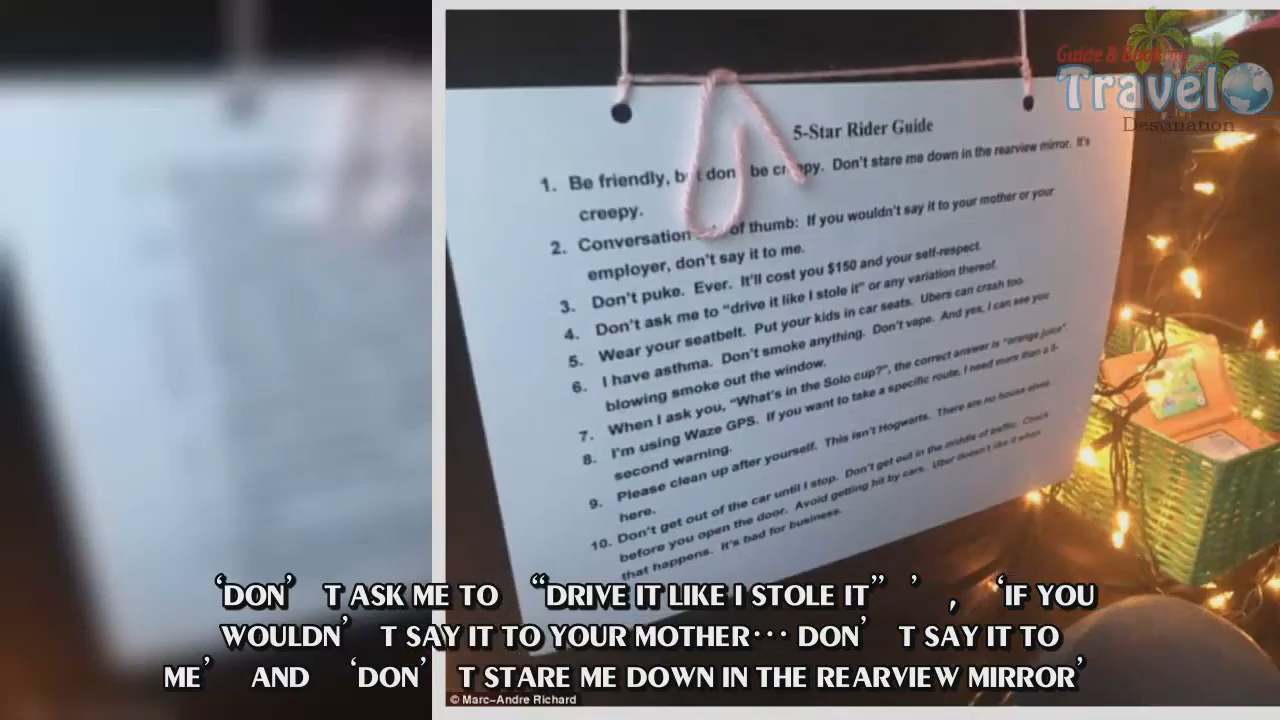 Guide & Booking
Travel
Destination
5-Star Rider Guide
1. Be friendly, but don be creepy. Don't stare me down in the rearview mirror. It's
creepy.
2. Conversation of thumb: If you wouldn't say it to your mother or your
employer, don't say it to me.
3. Don't puke. Ever. It'll cost you $150 and your self-respect.
4. Don't ask me to "drive it like I stole it" or any variation thereof.
5. Wear your seatbelt. Put your kids in car seats. Ubers can crash too.
6. I have asthma. Don't smoke anything. Don't vape. And yes, I can see you
blowing smoke out the window.
7. When I ask you, "What's in the Solo cup?", the correct answer is "orange juice".
8. I'm using Waze GPS. If you want to take a specific route, I need more than a 5-
second warning.
9. Please clean up after yourself. This isn't Hogwarts. There are no house elves
here.
10. Don't get out of the car until I stop. Don't get out in the middle of traffic. Check
before you open the door. Avoid getting hit by cars. Uber doesn't like it when
that happens. It's bad for business.
'DON'T ASK ME TO "DRIVE IT LIKE I STOLE IT"', 'IF YOU
WOULDN'T SAY IT TO YOUR MOTHER... DON'T SAY IT TO
ME' AND 'DON'T STARE ME DOWN IN THE REARVIEW MIRROR'
© Marc-Andre Richard